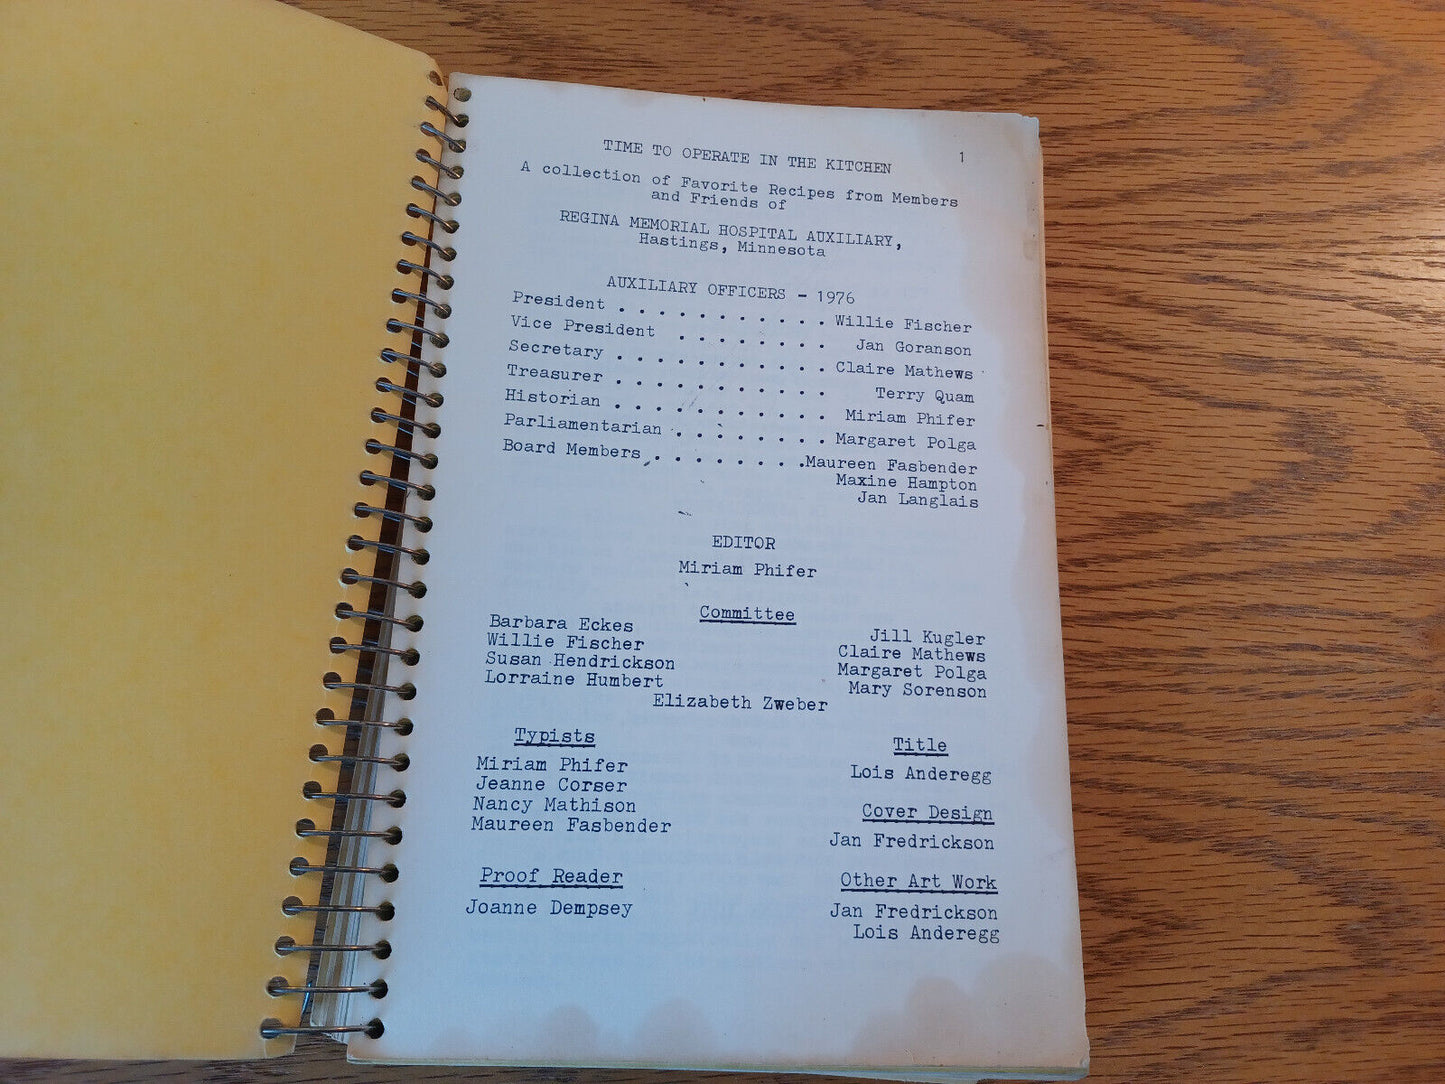 1
TIME TO OPERATE IN THE KITCHEN
A collection of Favorite Recipes from Members
and Friends of
REGINA MEMORIAL HOSPITAL AUXILIARY,
Hastings, Minnesota
AUXILIARY OFFICERS - 1976
President . . . . . . . . . . . Willie Fischer
Vice President . . . . . . . . Jan Goranson
Secretary . . . . . . . . . . . Claire Mathews
Treasurer . . . . . . . . . . . Terry Quam
Historian . . . . . . . . . . . Miriam Phifer
Parliamentarian . . . . . . . . Margaret Polga
Board Members . . . . . . . .Maureen Fasbender
Maxine Hampton
Jan Langlais
EDITOR
Miriam Phifer
Committee
Barbara Eckes Jill Kugler
Willie Fischer Claire Mathews
Susan Hendrickson Margaret Polga
Lorraine Humbert Mary Sorenson
Elizabeth Zweber
Typists
Miriam Phifer
Jeanne Corser
Nancy Mathison
Maureen Fasbender
Proof Reader
Joanne Dempsey
Title
Lois Anderegg
Cover Design
Jan Fredrickson
Other Art Work
Jan Fredrickson
Lois Anderegg